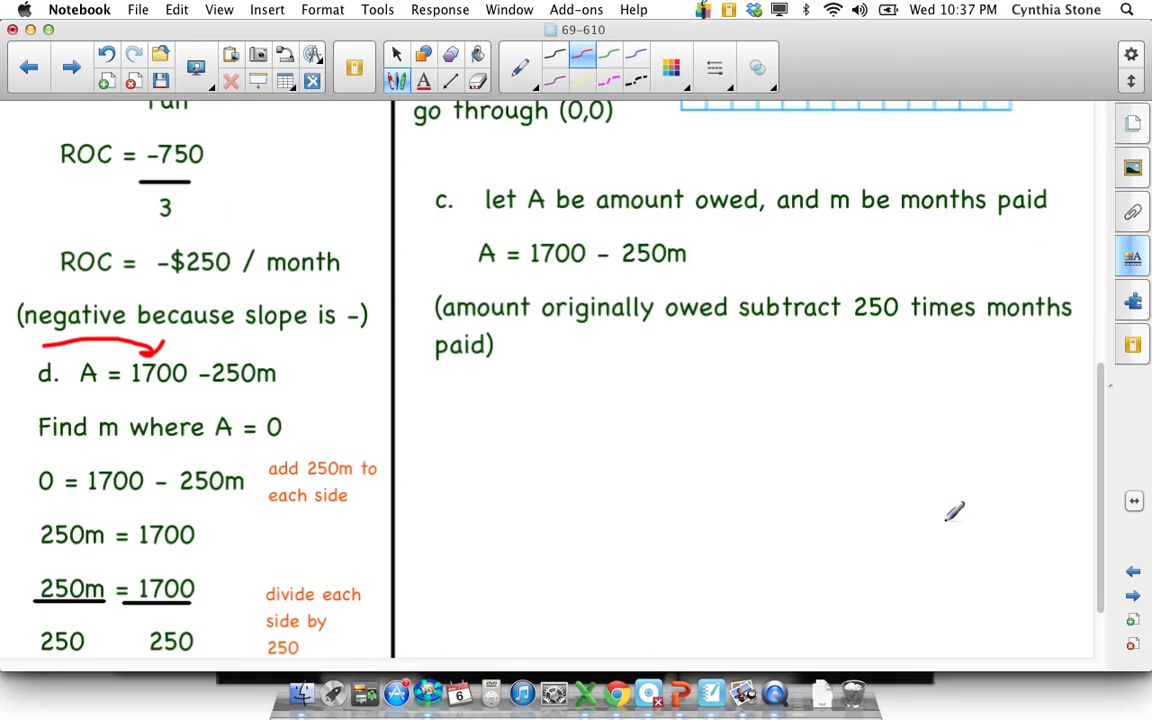 Notebook File Edit View Insert Format Tools Response Window Add-ons Help Wed 10:37 PM Cynthia Stone
69-610
run
ROC = -750
3
ROC = -$250 / month
(negative because slope is -)
d. A = 1700 -250m
Find m where A = 0
0 = 1700 - 250m
add 250m to
each side
250m = 1700
250m = 1700
250 250
divide each
side by
250
go through (0,0)
c. let A be amount owed, and m be months paid
A = 1700 - 250m
(amount originally owed subtract 250 times months
paid)